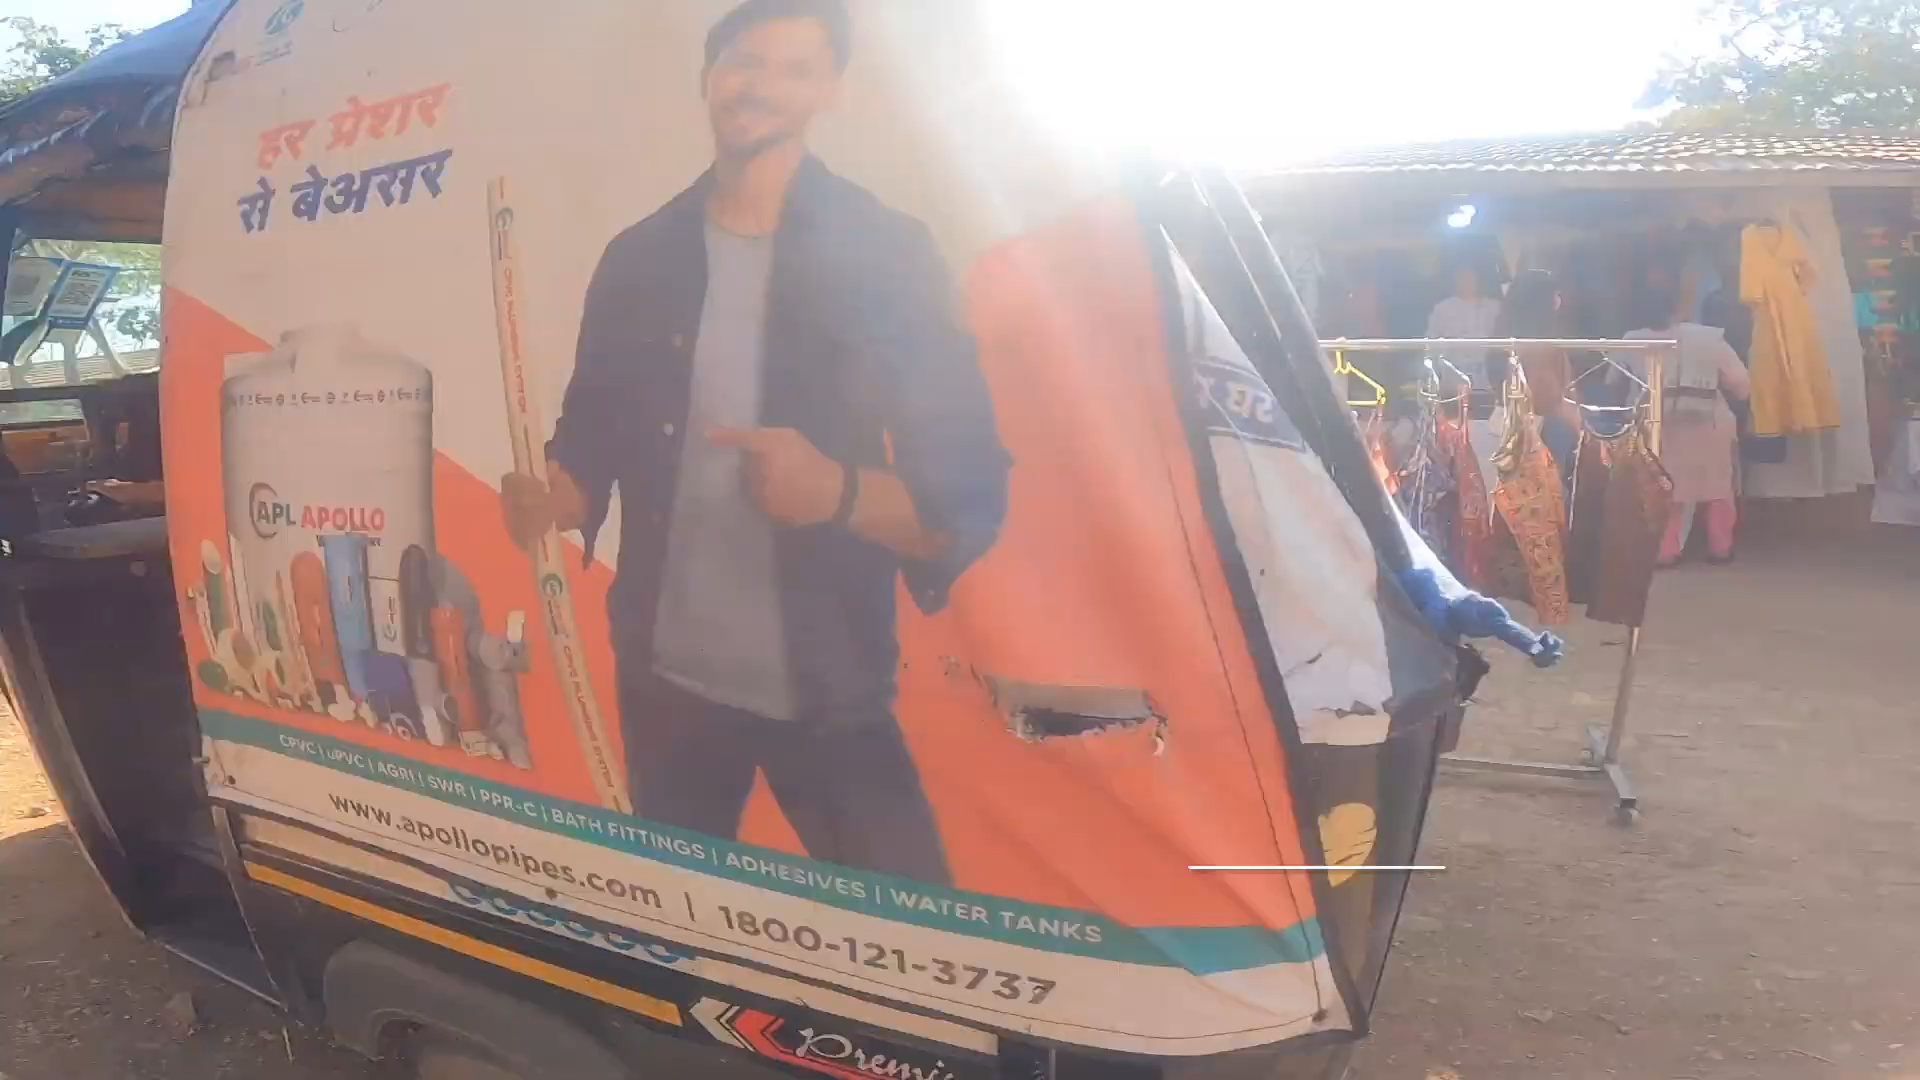 हर प्रेशर
से बेअसर
APL APOLLO
CPVC | uPVC | AGRI | SWR | PPR-C | BATH FITTINGS | ADHESIVES | WATER TANKS
www.apollopipes.com | 1800-121-3737
Premi